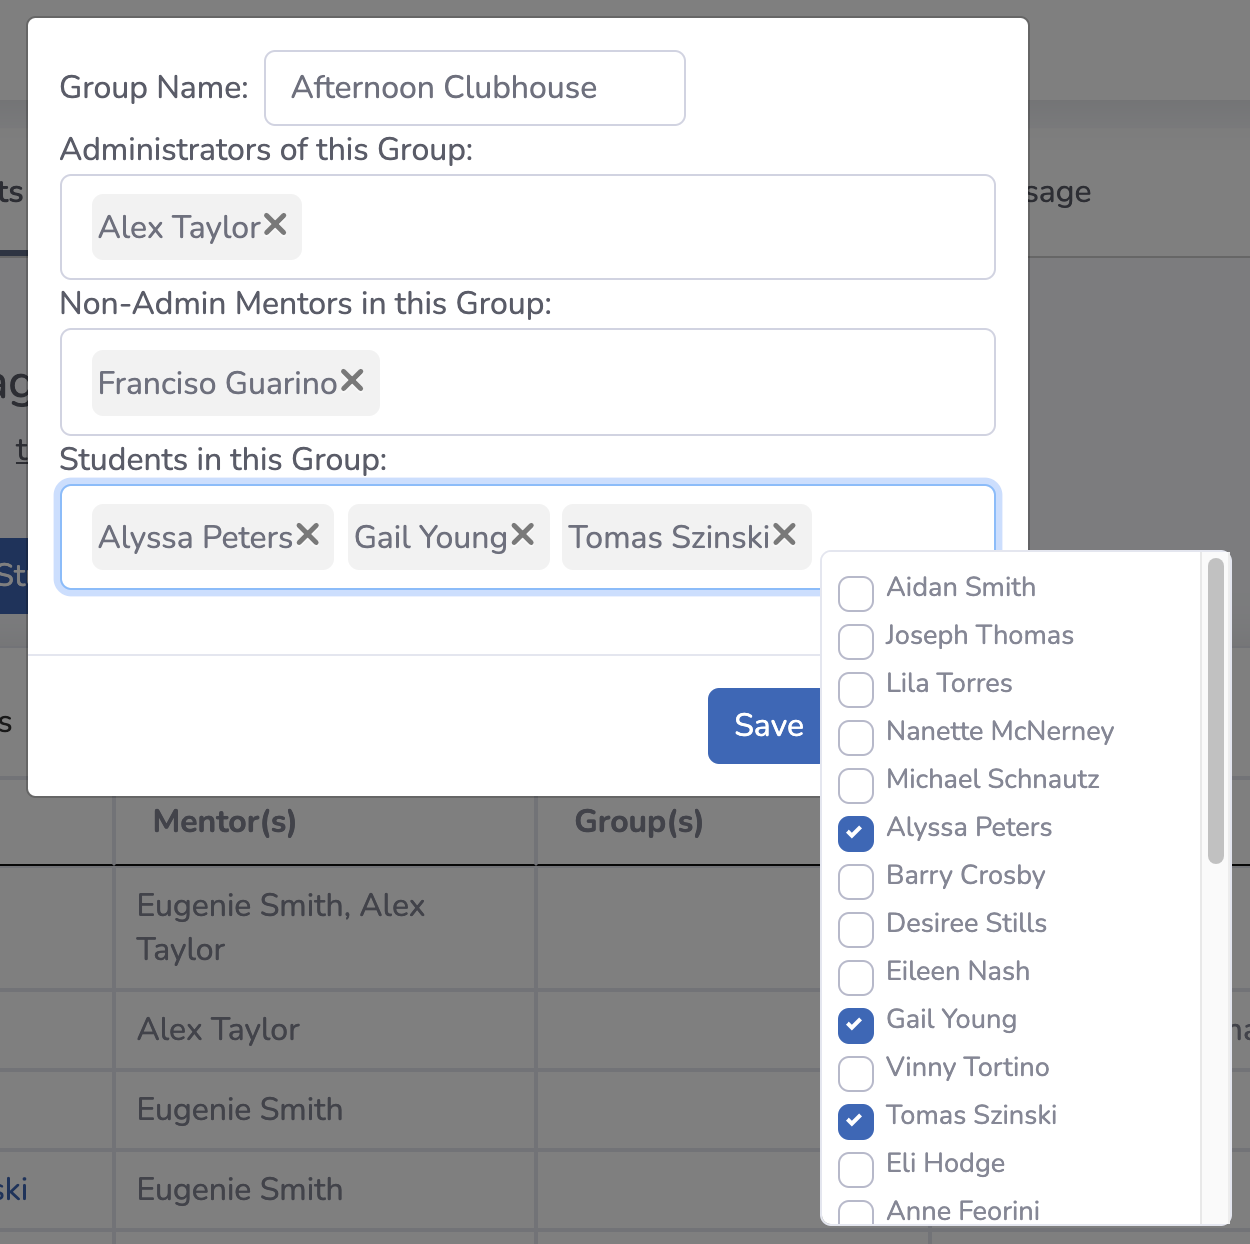 Group Name: Afternoon Clubhouse
Administrators of this Group:
ts
sage
Alex Taylor
Non-Admin Mentors in this Group:
Franciso Guarino
Students in this Group:
Alyssa Peters Gail Young Tomas Szinski
Aidan Smith
Joseph Thomas
Lila Torres
Nanette McNerney
Michael Schnautz
Alyssa Peters
Barry Crosby
Desiree Stills
Eileen Nash
Gail Young
Vinny Tortino
Tomas Szinski
Eli Hodge
Anne Feorini
Save
Mentor(s) Group(s)
Eugenie Smith, Alex
Taylor
Alex Taylor
Eugenie Smith
ski Eugenie Smith